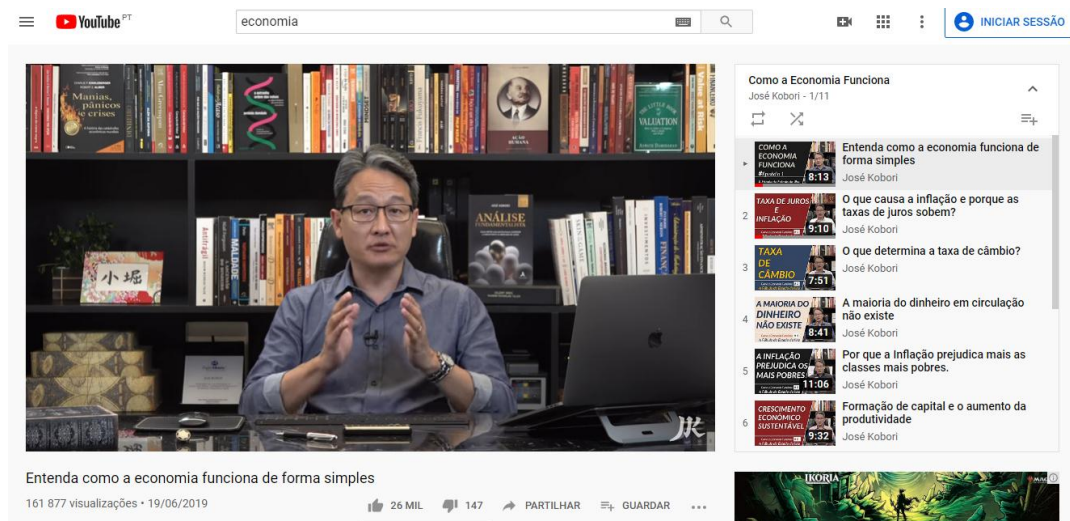 YouTube PT
economia
INICIAR SESSÃO
Manias,
pânicos
e crises
MINDSET
AÇÃO
HUMANA
THE LITTLE BOOK
VALUATION
ANÁLISE
FUNDAMENTALISTA
Antifrágil
MALDADE
INVESTIMENTOS
小堀
JK
Entenda como a economia funciona de forma simples
161 877 visualizações • 19/06/2019
26 MIL
147
PARTILHAR
GUARDAR
Como a Economia Funciona
José Kobori - 1/11
COMO A
ECONOMIA
FUNCIONA
8:13
Entenda como a economia funciona de
forma simples
José Kobori
2
TAXA DE JUROS
E
INFLAÇÃO
9:10
O que causa a inflação e porque as
taxas de juros sobem?
José Kobori
3
TAXA
DE
CÂMBIO
7:51
O que determina a taxa de câmbio?
José Kobori
4
A MAIORIA DO
DINHEIRO
NÃO EXISTE
8:41
A maioria do dinheiro em circulação
não existe
José Kobori
5
A INFLAÇÃO
PREJUDICA OS
MAIS POBRES
11:06
Por que a Inflação prejudica mais as
classes mais pobres.
José Kobori
6
CRESCIMENTO
ECONÔMICO
SUSTENTÁVEL
9:32
Formação de capital e o aumento da
produtividade
José Kobori
IKORIA